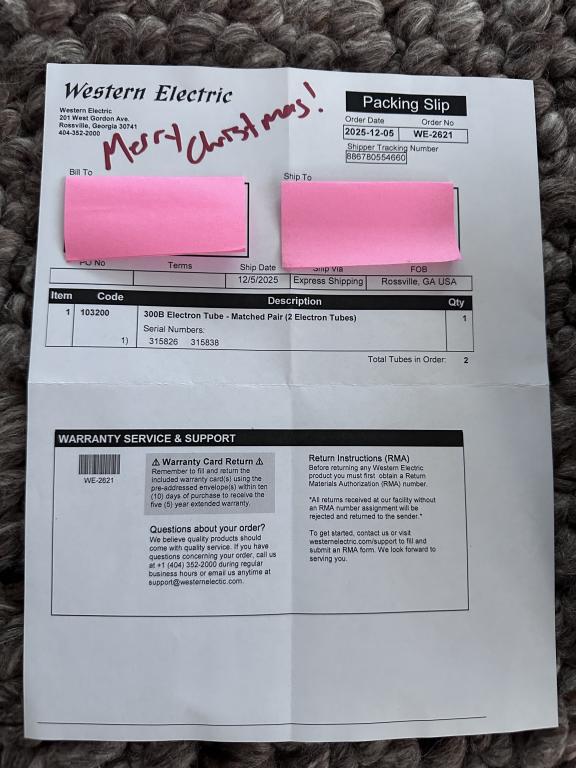 Western Electric
Western Electric
201 West Gordon Ave.
Rossville, Georgia 30741
404-352-2000
Merry Christmas!
Packing Slip
Order Date Order No
2025-12-05 WE-2621
Shipper Tracking Number
886780554660
Bill To
Ship To
PO No Terms Ship Date Ship Via FOB
12/5/2025 Express Shipping Rossville, GA USA
Item Code Description Qty
1 103200 300B Electron Tube - Matched Pair (2 Electron Tubes) 1
Serial Numbers:
1) 315826 315838
Total Tubes in Order: 2
WARRANTY SERVICE & SUPPORT
WE-2621
⚠ Warranty Card Return ⚠
Remember to fill and return the
included warranty card(s) using the
pre-addressed envelope(s) within ten
(10) days of purchase to receive the
five (5) year extended warranty.
Questions about your order?
We believe quality products should
come with quality service. If you have
questions concerning your order, call us
at +1 (404) 352-2000 during regular
business hours or email us anytime at
support@westernelectic.com.
Return Instructions (RMA)
Before returning any Western Electric
product you must first obtain a Return
Materials Authorization (RMA) number.
*All returns received at our facility without
an RMA number assignment will be
rejected and returned to the sender.*
To get started, contact us or visit
westernelectric.com/support to fill and
submit an RMA form. We look forward to
serving you.